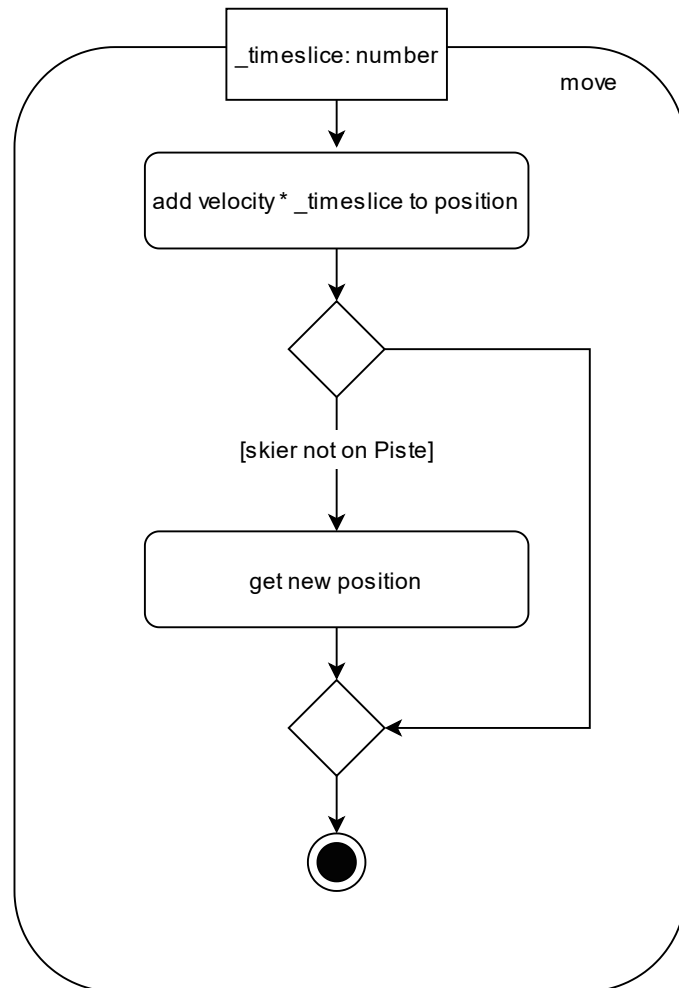 _timeslice: number
move
add velocity * _timeslice to position
[skier not on Piste]
get new position